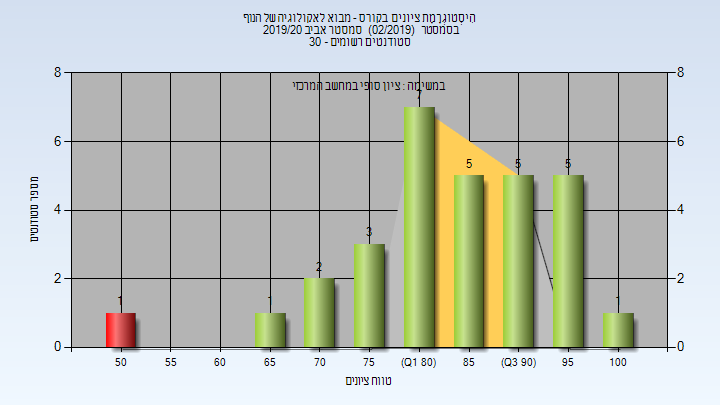 היסטוגרמת ציונים בקורס - מבוא לאקולוגיה של הנוף
בסמסטר (02/2019) סמסטר אביב 2019/20
סטודנטים רשומים - 30
במשימה : ציון סופי במחשב המרכזי
מספר סטודנטים
8 8
6 6
4 4
2 2
0 0
1 1 2 3 7 5 5 5 1
50 55 60 65 70 75 (Q1 80) 85 (Q3 90) 95 100
טווח ציונים